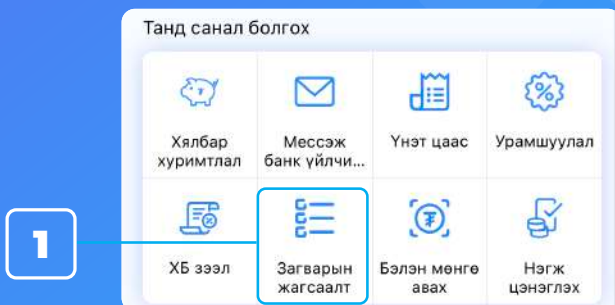 Танд санал болгох
Хялбар
хуримтлал
Мессэж
банк үйлчи...
Үнэт цаас
Урамшуулал
1
ХБ зээл
Загварын
жагсаалт
Бэлэн мөнгө
авах
Нэгж
цэнэглэх